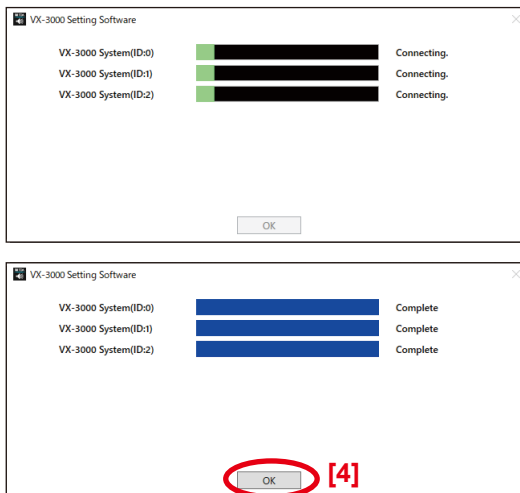 VX-3000 Setting Software
VX-3000 System(ID:0) Connecting.
VX-3000 System(ID:1) Connecting.
VX-3000 System(ID:2) Connecting.
OK
VX-3000 Setting Software
VX-3000 System(ID:0) Complete
VX-3000 System(ID:1) Complete
VX-3000 System(ID:2) Complete
OK [4]